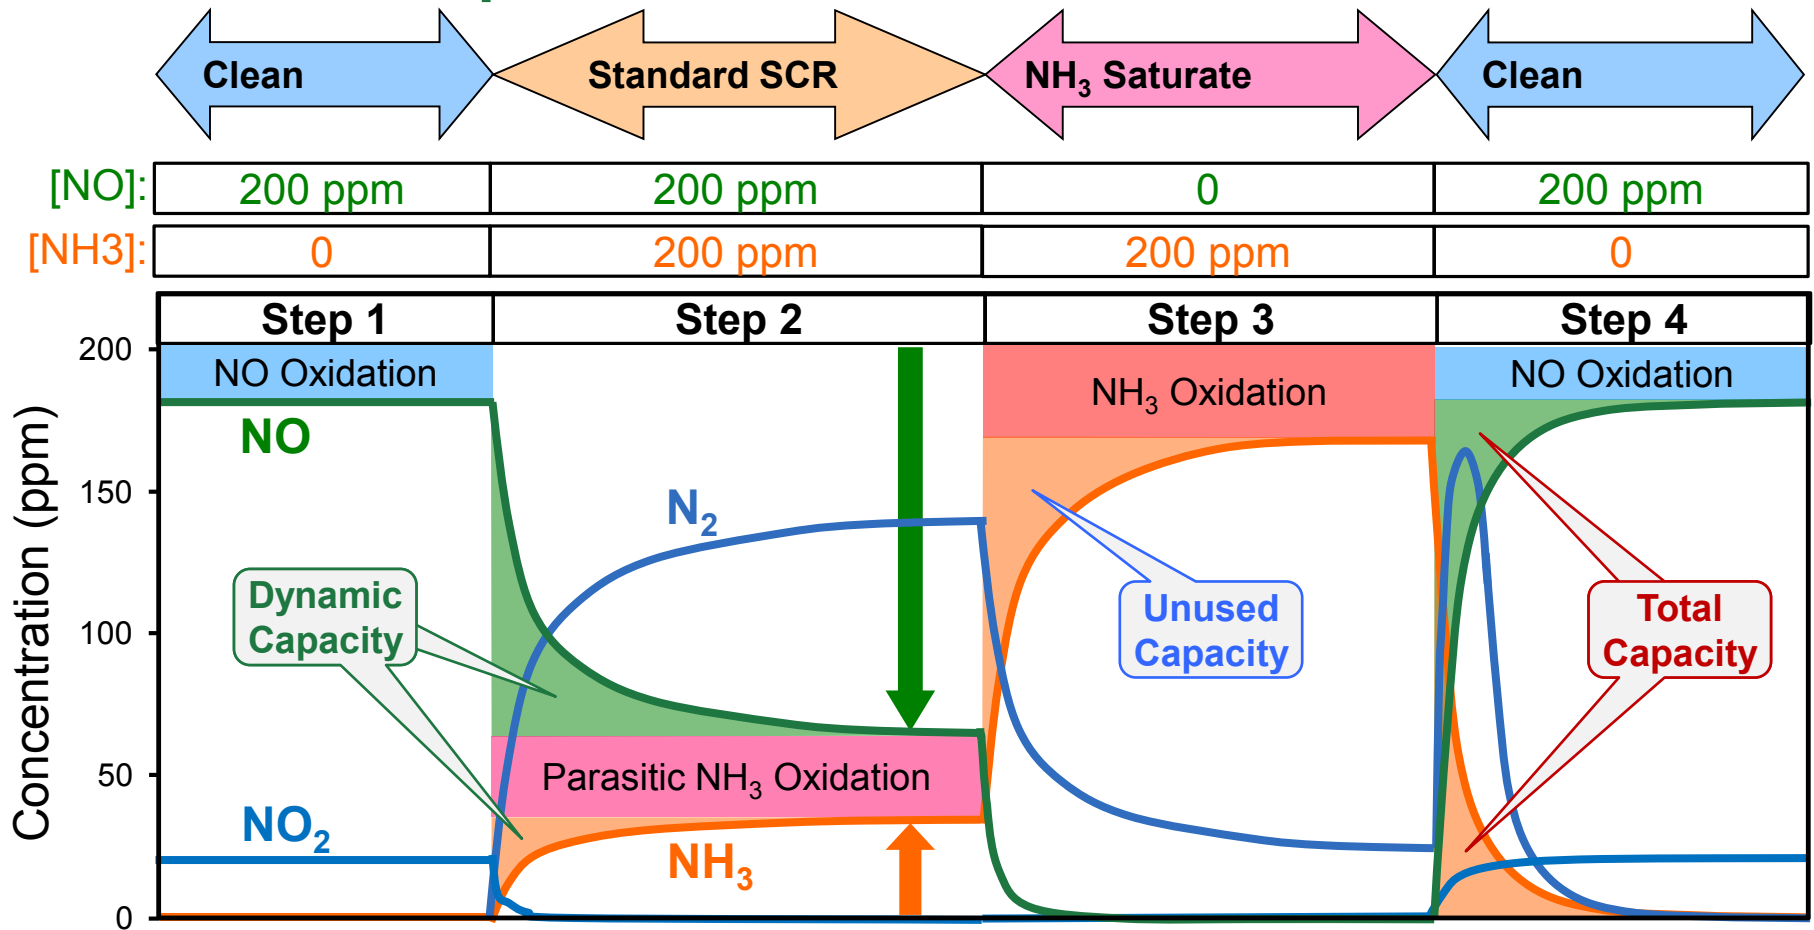 Clean
Standard SCR
NH₃ Saturate
Clean
[NO]: 200 ppm 200 ppm 0 200 ppm
[NH3]: 0 200 ppm 200 ppm 0
Step 1 Step 2 Step 3 Step 4
Concentration (ppm)
200
150
100
50
0
NO Oxidation
NO
Dynamic
Capacity
NO₂
N₂
Parasitic NH₃ Oxidation
NH₃
NH₃ Oxidation
Unused
Capacity
NO Oxidation
Total
Capacity